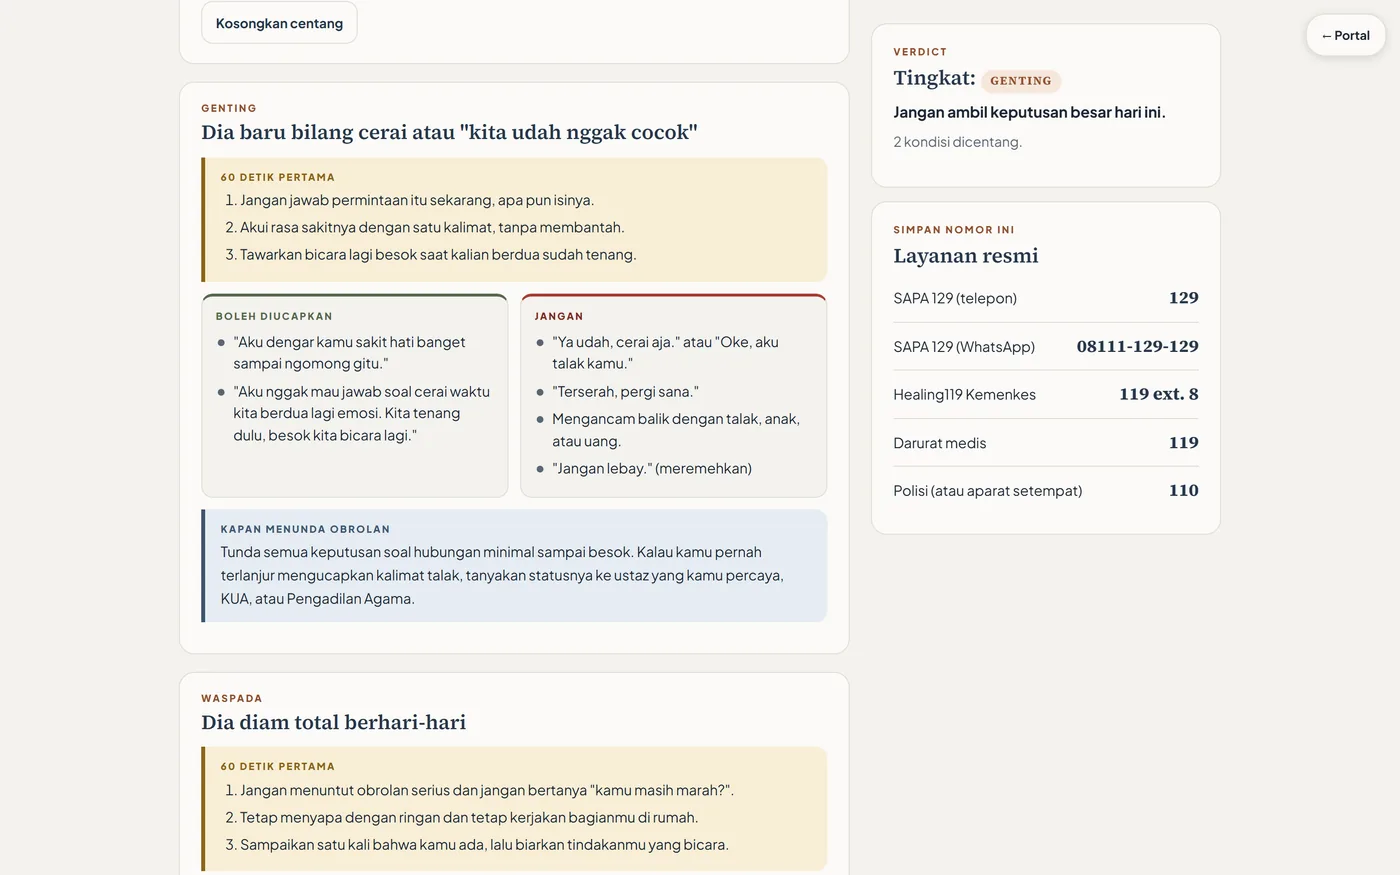 Kosongkan centang
GENTING
Dia baru bilang cerai atau "kita udah nggak cocok"
60 DETIK PERTAMA
1. Jangan jawab permintaan itu sekarang, apa pun isinya.
2. Akui rasa sakitnya dengan satu kalimat, tanpa membantah.
3. Tawarkan bicara lagi besok saat kalian berdua sudah tenang.
BOLEH DIUCAPKAN
"Aku dengar kamu sakit hati banget
sampai ngomong gitu."
"Aku nggak mau jawab soal cerai waktu
kita berdua lagi emosi. Kita tenang
dulu, besok kita bicara lagi."
JANGAN
"Ya udah, cerai aja." atau "Oke, aku
talak kamu."
"Terserah, pergi sana."
Mengancam balik dengan talak, anak,
atau uang.
"Jangan lebay." (meremehkan)
KAPAN MENUNDA OBROLAN
Tunda semua keputusan soal hubungan minimal sampai besok. Kalau kamu pernah
terlanjur mengucapkan kalimat talak, tanyakan statusnya ke ustaz yang kamu percaya,
KUA, atau Pengadilan Agama.
WASPADA
Dia diam total berhari-hari
60 DETIK PERTAMA
1. Jangan menuntut obrolan serius dan jangan bertanya "kamu masih marah?".
2. Tetap menyapa dengan ringan dan tetap kerjakan bagianmu di rumah.
3. Sampaikan satu kali bahwa kamu ada, lalu biarkan tindakanmu yang bicara.
VERDICT
Tingkat: GENTING
Jangan ambil keputusan besar hari ini.
2 kondisi dicentang.
SIMPAN NOMOR INI
Layanan resmi
SAPA 129 (telepon) 129
SAPA 129 (WhatsApp) 08111-129-129
Healing119 Kemenkes 119 ext. 8
Darurat medis 119
Polisi (atau aparat setempat) 110
← Portal